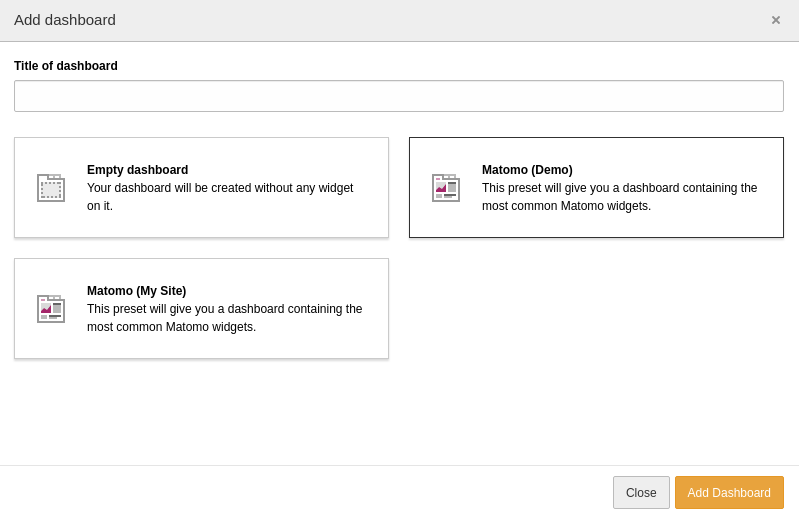 Add dashboard ×
Title of dashboard
Empty dashboard
Your dashboard will be created without any widget
on it.
Matomo (Demo)
This preset will give you a dashboard containing the
most common Matomo widgets.
Matomo (My Site)
This preset will give you a dashboard containing the
most common Matomo widgets.
Close
Add Dashboard